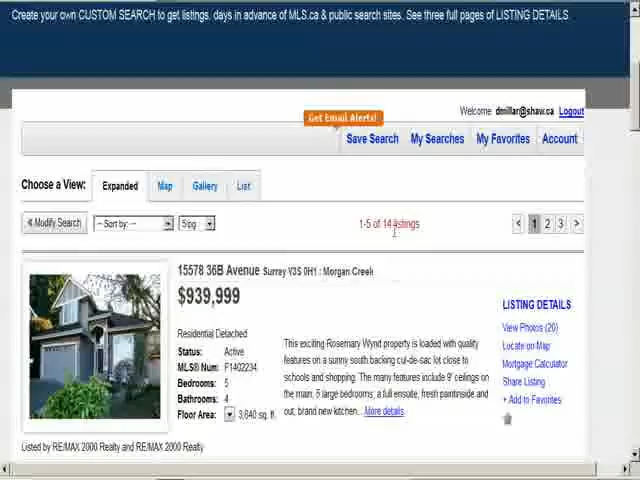 Create your own CUSTOM SEARCH to get listings, days in advance of MLS.ca & public search sites. See three full pages of LISTING DETAILS.
Welcome: dmillar@shaw.ca Logout
Get Email Alerts!
Save Search My Searches My Favorites Account
Choose a View: Expanded Map Gallery List
Modify Search -- Sort by: -- 5/pg 1-5 of 14 listings < 1 2 3 >
15578 36B Avenue Surrey V3S 0H1 : Morgan Creek
$939,999
LISTING DETAILS
Residential Detached
Status: Active
MLS® Num: F1402234
Bedrooms: 5
Bathrooms: 4
Floor Area: 3,640 sq. ft.
This exciting Rosemary Wynd property is loaded with quality
features on a sunny south backing cul-de-sac lot close to
schools and shopping. The many features include 9' ceilings on
the main, 5 large bedrooms, a full ensuite, fresh paintinside and
out, brand new kitchen... More details
View Photos (20)
Locate on Map
Mortgage Calculator
Share Listing
+ Add to Favorites
Listed by RE/MAX 2000 Realty and RE/MAX 2000 Realty